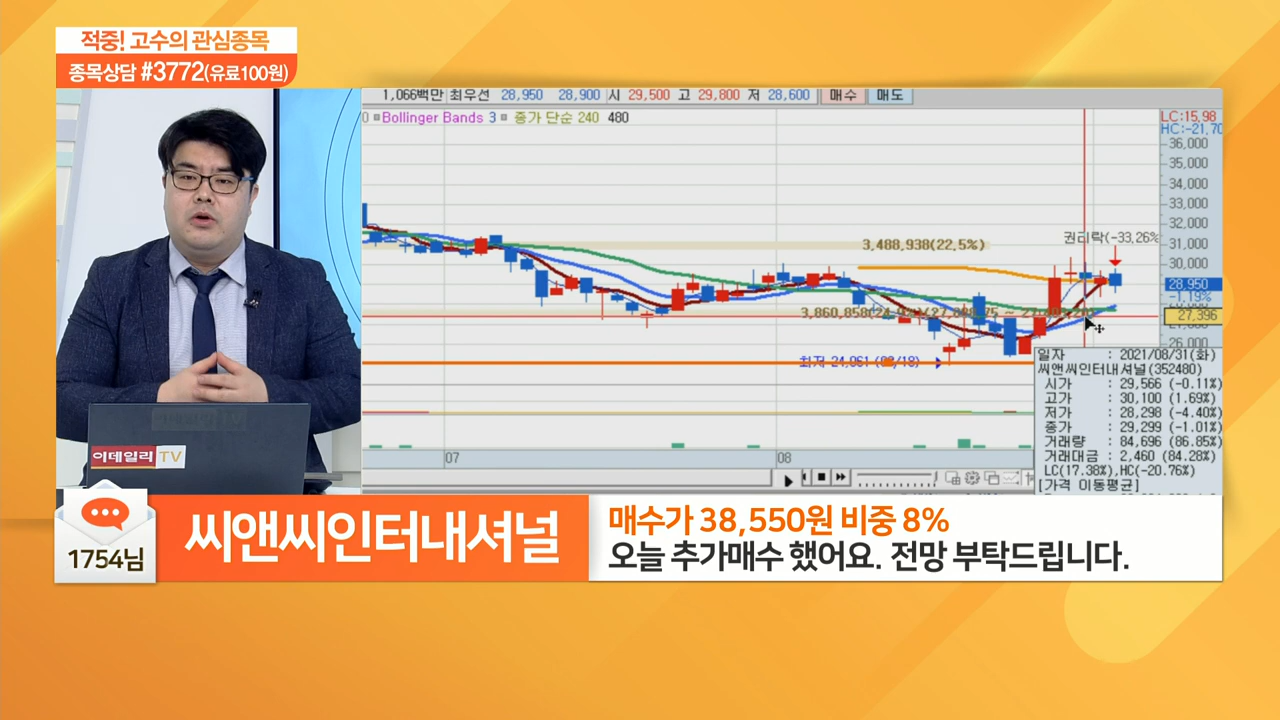 적중! 고수의 관심종목
종목상담 #3772(유료100원)
1,066백만 최우선 28,950 28,900 시 29,500 고 29,800 저 28,600 매수 매도
Bollinger Bands 3 종가 단순 240 480
LC:15,98
HC:-21,70
36,000
35,000
34,000
33,000
32,000
31,000
30,000
28,950
-1,19%
27,396
26,000
3,488,938(22,5%)
권리락(-33,26%
최저 24,061
07
08
일자 : 2021/08/31(화)
씨앤씨인터내셔널(352480)
시가 : 29,566 (-0.11%)
고가 : 30,100 (1.69%)
저가 : 28,298 (-4.40%)
종가 : 29,299 (-1.01%)
거래량 : 84,696 (86.85%)
거래대금 : 2,460 (84.28%)
LC(17.38%),HC(-20.76%)
[가격 이동평균]
이데일리TV
1754님
씨앤씨인터내셔널
매수가 38,550원 비중 8%
오늘 추가매수 했어요. 전망 부탁드립니다.